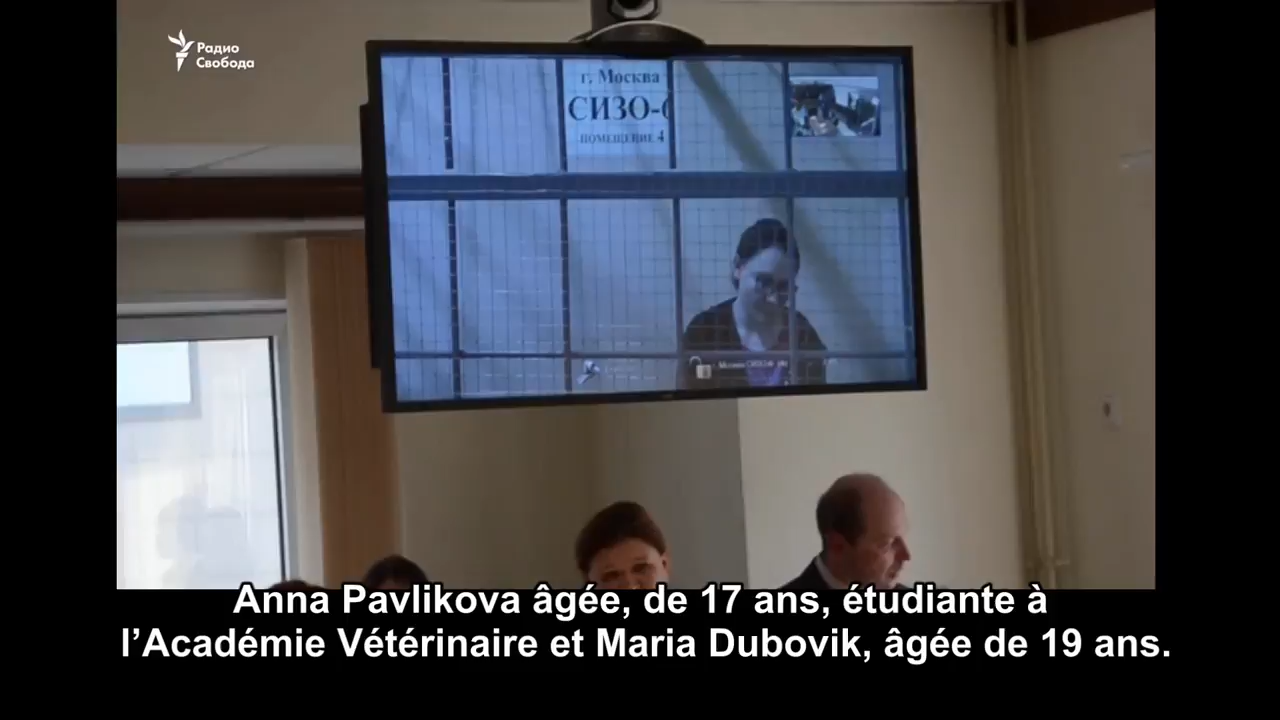 Радио
Свобода
г. Москва
СИЗО-6
ПОМЕЩЕНИЕ 4
Anna Pavlikova âgée, de 17 ans, étudiante à
l’Académie Vétérinaire et Maria Dubovik, âgée de 19 ans.